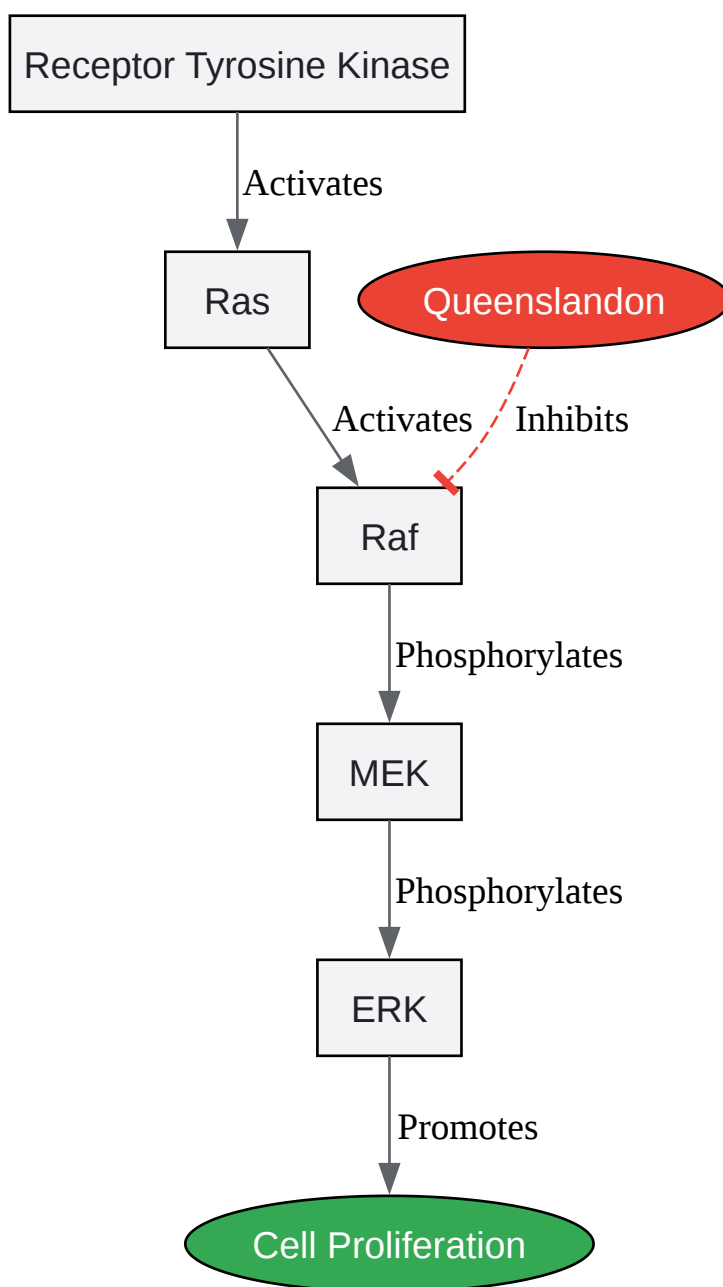 Receptor Tyrosine Kinase
Activates
Ras
Queenslandon
Activates
Inhibits
Raf
Phosphorylates
MEK
Phosphorylates
ERK
Promotes
Cell Proliferation